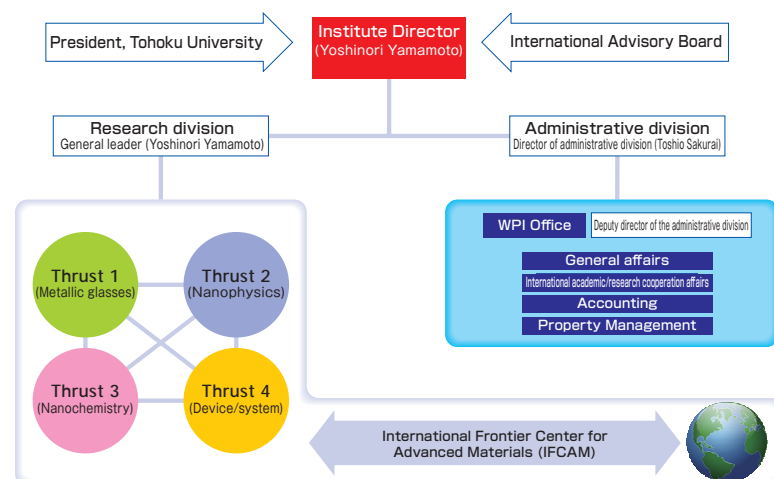 President, Tohoku University
Institute Director
(Yoshinori Yamamoto)
International Advisory Board
Research division
General leader (Yoshinori Yamamoto)
Administrative division
Director of administrative division (Toshio Sakurai)
WPI Office
Deputy director of the administrative division
General affairs
International academic/research cooperation affairs
Accounting
Property Management
Thrust 1
(Metallic glasses)
Thrust 2
(Nanophysics)
Thrust 3
(Nanochemistry)
Thrust 4
(Device/system)
International Frontier Center for
Advanced Materials (IFCAM)